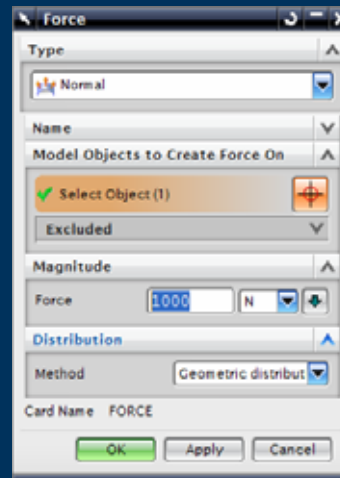 Force
Type
Normal
Name
Model Objects to Create Force On
Select Object (1)
Excluded
Magnitude
Force 1000 N
Distribution
Method Geometric distribut
Card Name FORCE
OK Apply Cancel